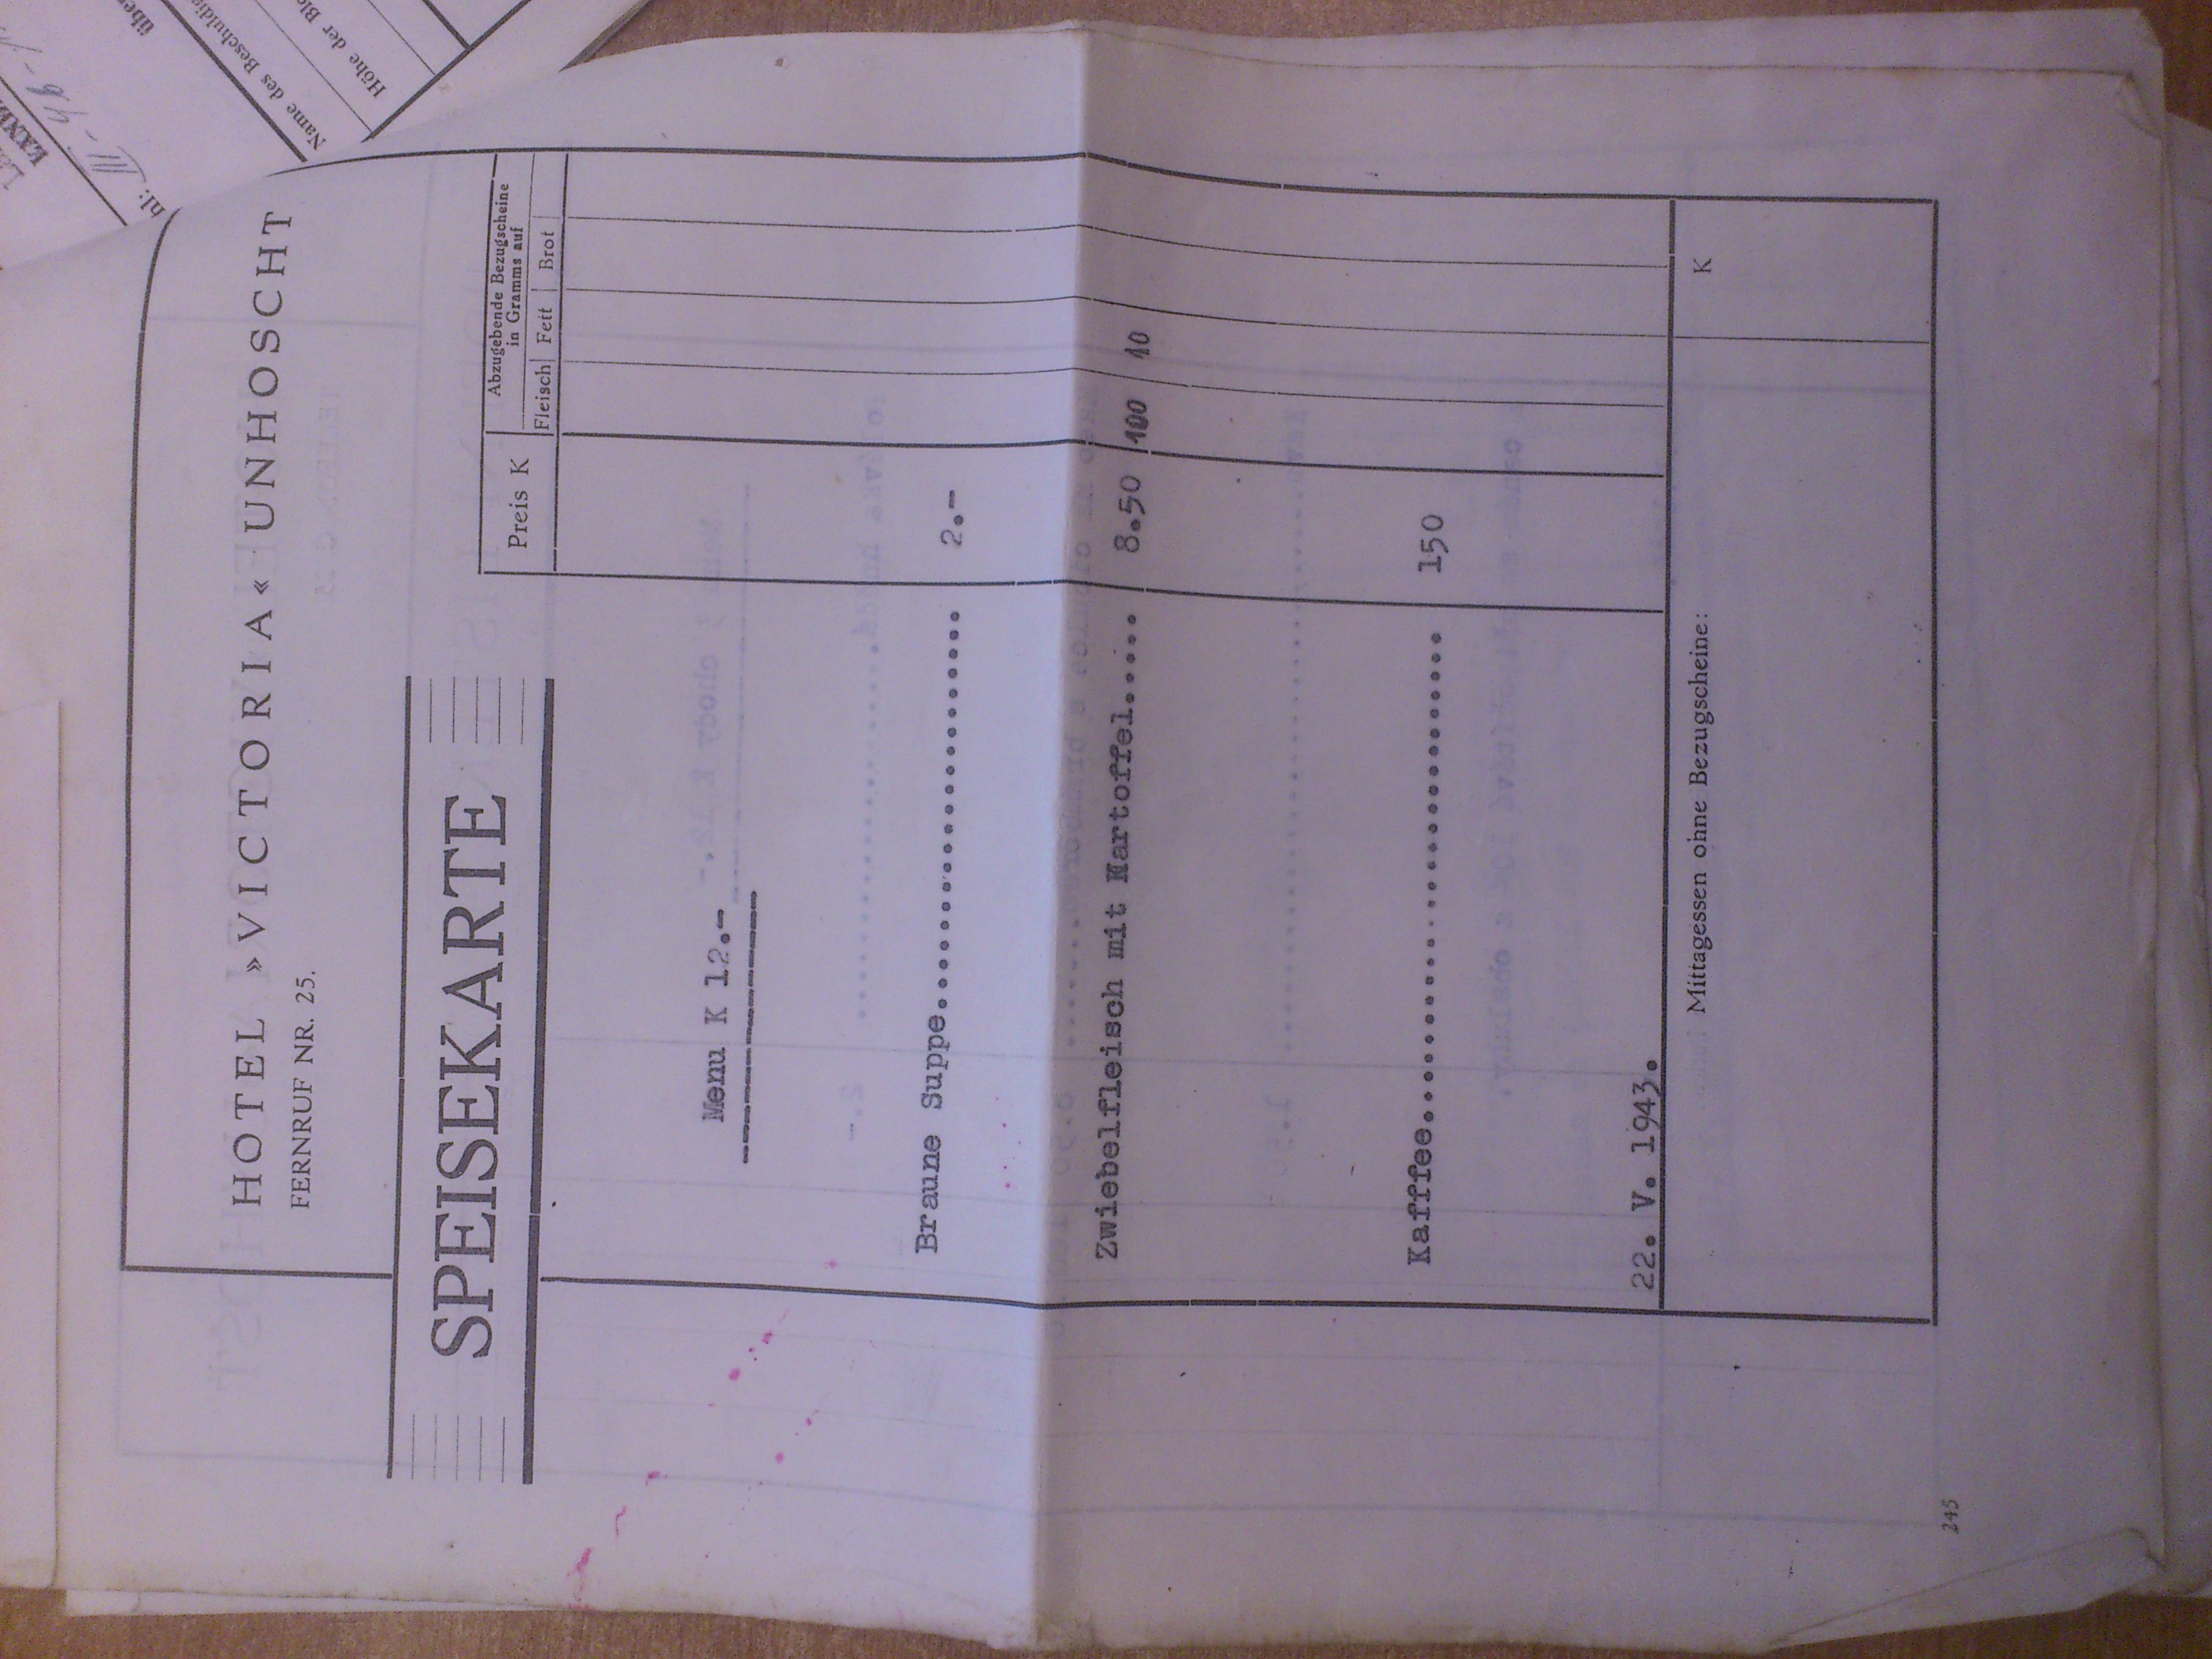 HOTEL »VICTORIA« UNHOSCHT
FERNRUF NR. 25.
SPEISEKARTE
Preis K
Abzugebende Bezugscheine
in Gramms auf
Fleisch Fett Brot
Menu K 12.-
Braune Suppe...................... 2.-
Zwiebelfleisch mit Kartoffel..... 8.50 100 10
Kafffee........................... 150
22. V. 1943.
Mittagessen ohne Bezugscheine: K
245
hl: III-46-
über
Name des Beschuldig
Höhe der